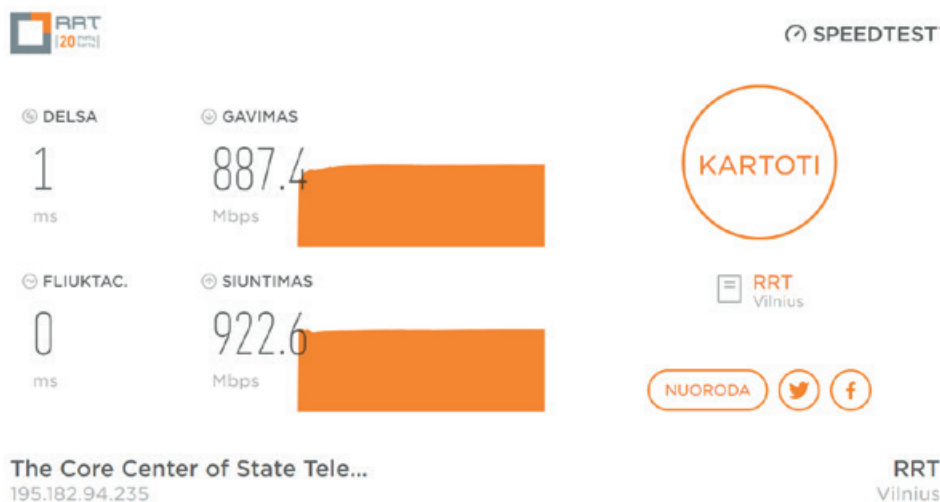 RRT
20
SPEEDTEST
DELSA
1
ms
GAVIMAS
887.4
Mbps
KARTOTI
FLIUKTAC.
0
ms
SIUNTIMAS
922.6
Mbps
RRT
Vilnius
NUORODA
The Core Center of State Tele...
195.182.94.235
RRT
Vilnius